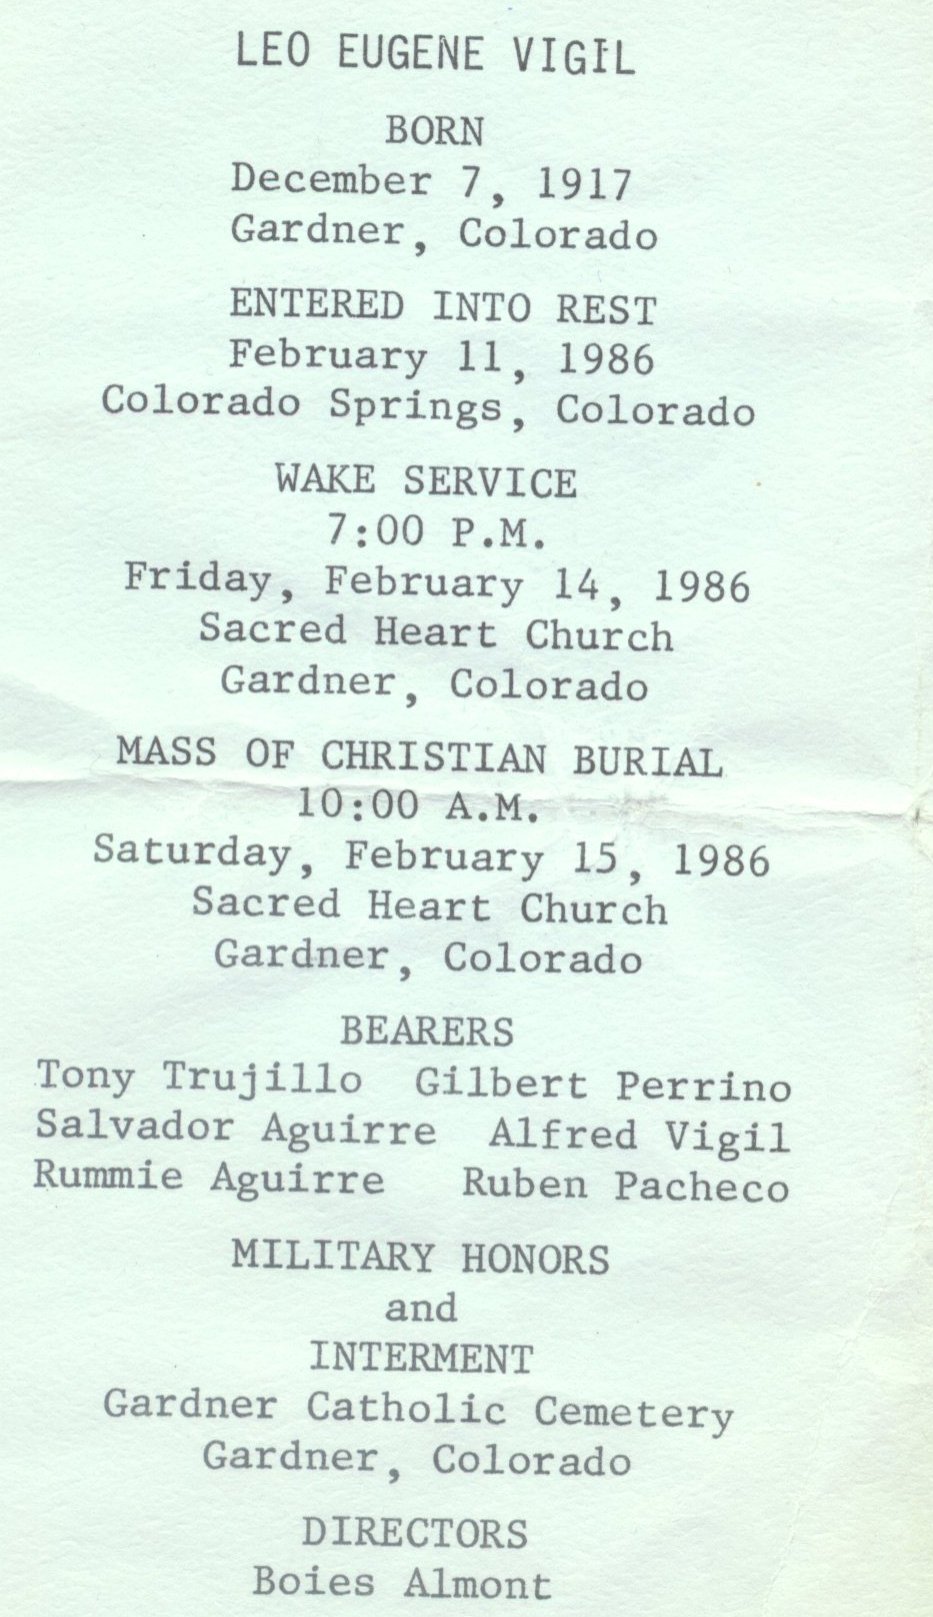 LEO EUGENE VIGIL
BORN
December 7, 1917
Gardner, Colorado
ENTERED INTO REST
February 11, 1986
Colorado Springs, Colorado
WAKE SERVICE
7:00 P.M.
Friday, February 14, 1986
Sacred Heart Church
Gardner, Colorado
MASS OF CHRISTIAN BURIAL
10:00 A.M.
Saturday, February 15, 1986
Sacred Heart Church
Gardner, Colorado
BEARERS
Tony Trujillo Gilbert Perrino
Salvador Aguirre Alfred Vigil
Rummie Aguirre Ruben Pacheco
MILITARY HONORS
and
INTERMENT
Gardner Catholic Cemetery
Gardner, Colorado
DIRECTORS
Boies Almont